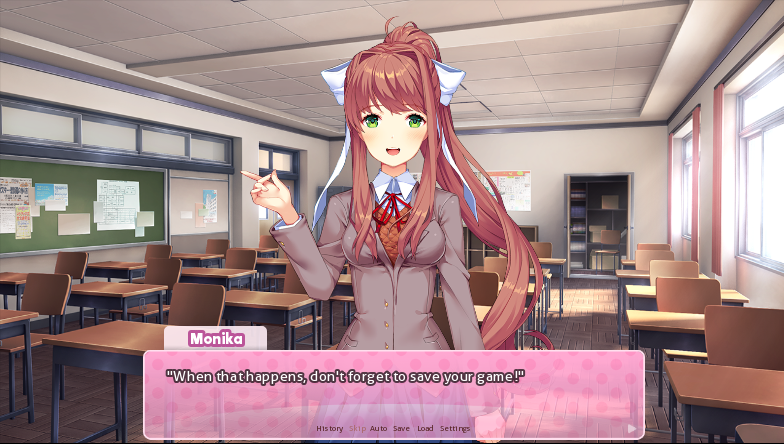 Monika
"When that happens, don't forget to save your game!"
History Skip Auto Save Load Settings